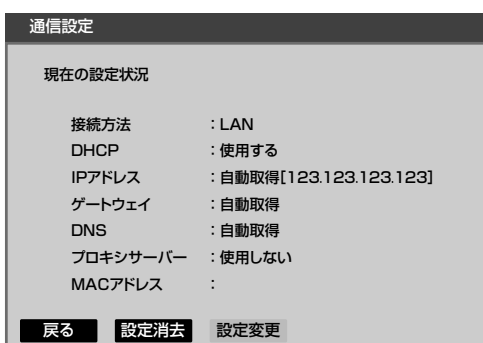 通信設定
現在の設定状況
接続方法 : LAN
DHCP : 使用する
IPアドレス : 自動取得[123.123.123.123]
ゲートウェイ : 自動取得
DNS : 自動取得
プロキシサーバー : 使用しない
MACアドレス :
戻る 設定消去 設定変更